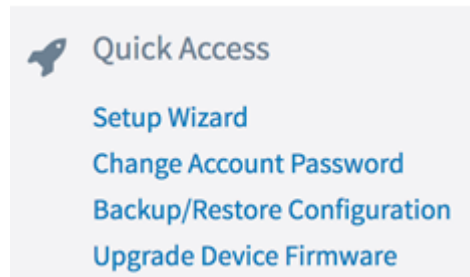 Quick Access
Setup Wizard
Change Account Password
Backup/Restore Configuration
Upgrade Device Firmware